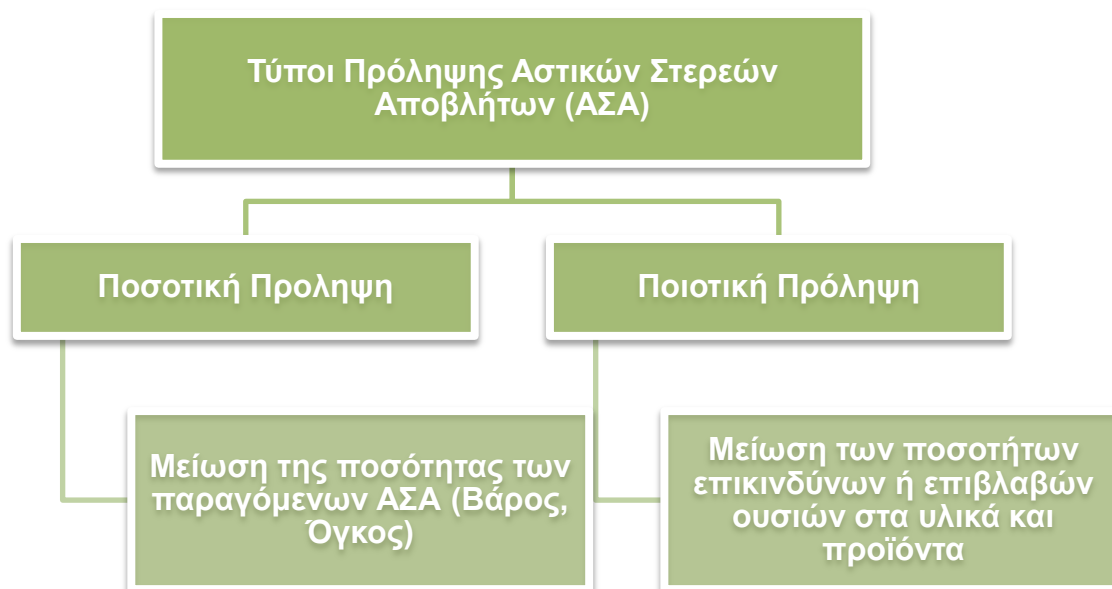 Τύποι Πρόληψης Αστικών Στερεών
Αποβλήτων (ΑΣΑ)
Ποσοτική Προληψη
Ποιοτική Πρόληψη
Μείωση της ποσότητας των
παραγόμενων ΑΣΑ (Βάρος,
Όγκος)
Μείωση των ποσοτήτων
επικινδύνων ή επιβλαβών
ουσιών στα υλικά και
προϊόντα